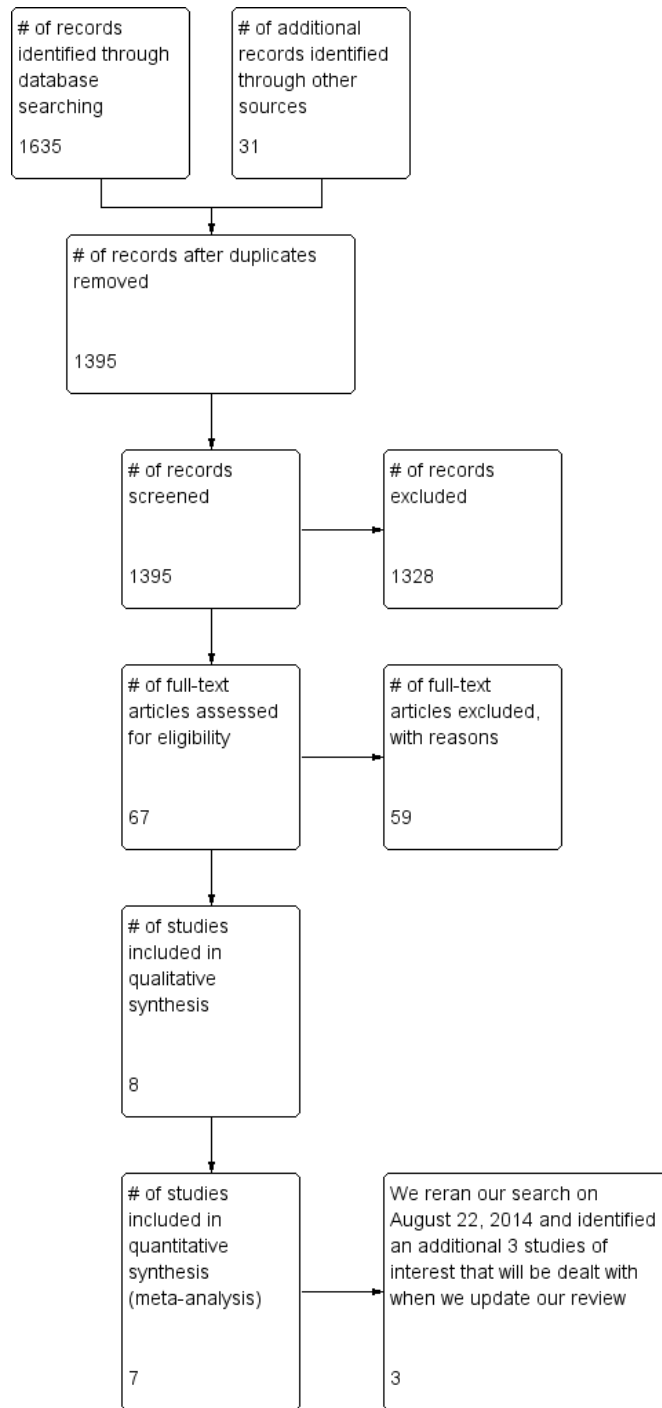 # of records
identified through
database
searching
1635
# of additional
records identified
through other
sources
31
# of records after duplicates
removed
1395
# of records
screened
1395
# of records
excluded
1328
# of full-text
articles assessed
for eligibility
67
# of full-text
articles excluded,
with reasons
59
# of studies
included in
qualitative
synthesis
8
# of studies
included in
quantitative
synthesis
(meta-analysis)
7
We reran our search on
August 22, 2014 and identified
an additional 3 studies of
interest that will be dealt with
when we update our review
3